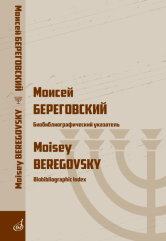 Моисей
БЕРЕГОВСКИЙ
Биобиблиографический указатель
Moisey
BEREGOVSKY
Biobibliographic Index
Моисей БЕРЕГОВСКИЙ
Moisey BEREGOVSKY